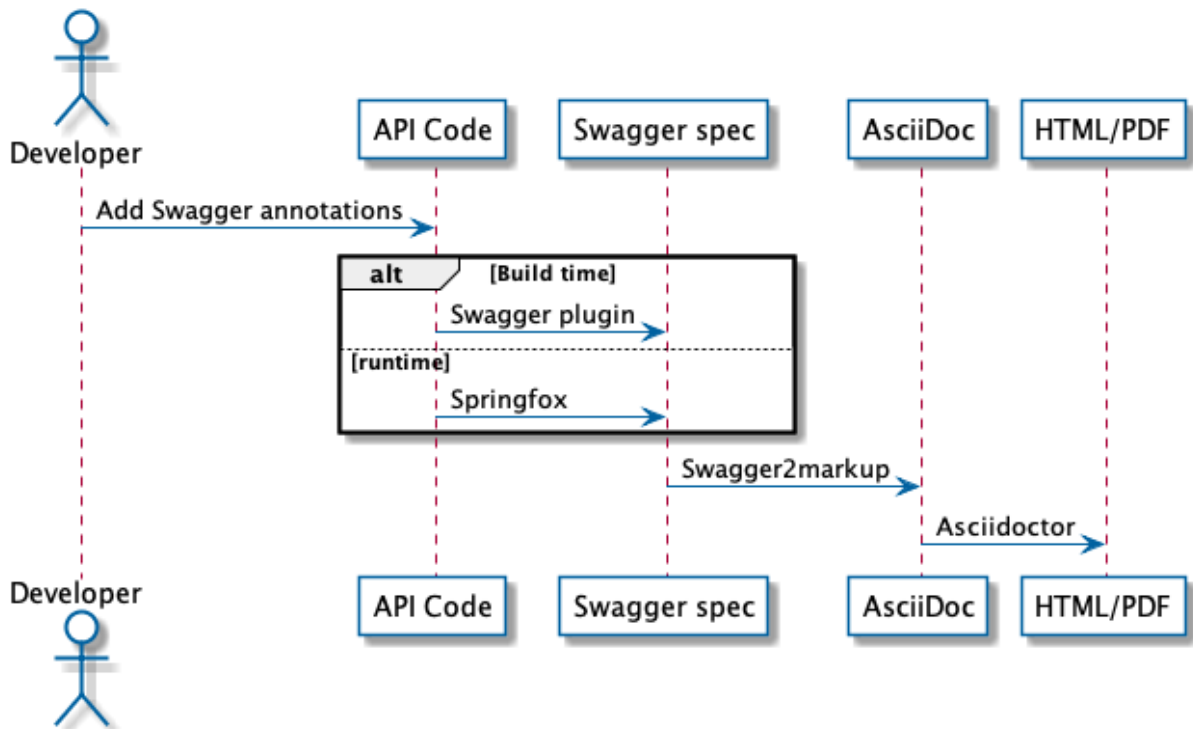 Developer
API Code
Swagger spec
AsciiDoc
HTML/PDF
Add Swagger annotations
alt
[Build time]
Swagger plugin
[runtime]
Springfox
Swagger2markup
Asciidoctor
Developer
API Code
Swagger spec
AsciiDoc
HTML/PDF